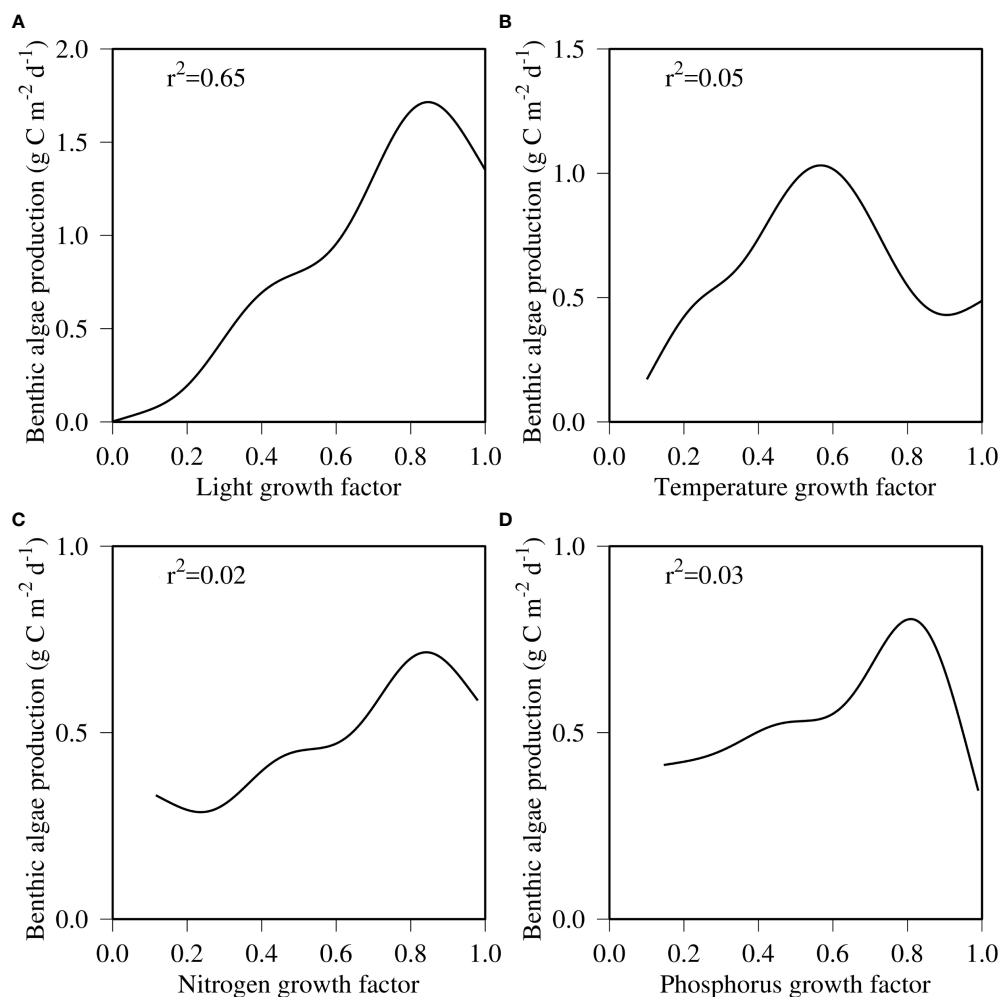 A
Benthic algae production (g C m⁻² d⁻¹)
2.0
1.5
1.0
0.5
0.0
r²=0.65
0.0 0.2 0.4 0.6 0.8 1.0
Light growth factor
B
Benthic algae production (g C m⁻² d⁻¹)
1.5
1.0
0.5
0.0
r²=0.05
0.0 0.2 0.4 0.6 0.8 1.0
Temperature growth factor
C
Benthic algae production (g C m⁻² d⁻¹)
1.0
0.5
0.0
r²=0.02
0.0 0.2 0.4 0.6 0.8 1.0
Nitrogen growth factor
D
Benthic algae production (g C m⁻² d⁻¹)
1.0
0.5
0.0
r²=0.03
0.0 0.2 0.4 0.6 0.8 1.0
Phosphorus growth factor